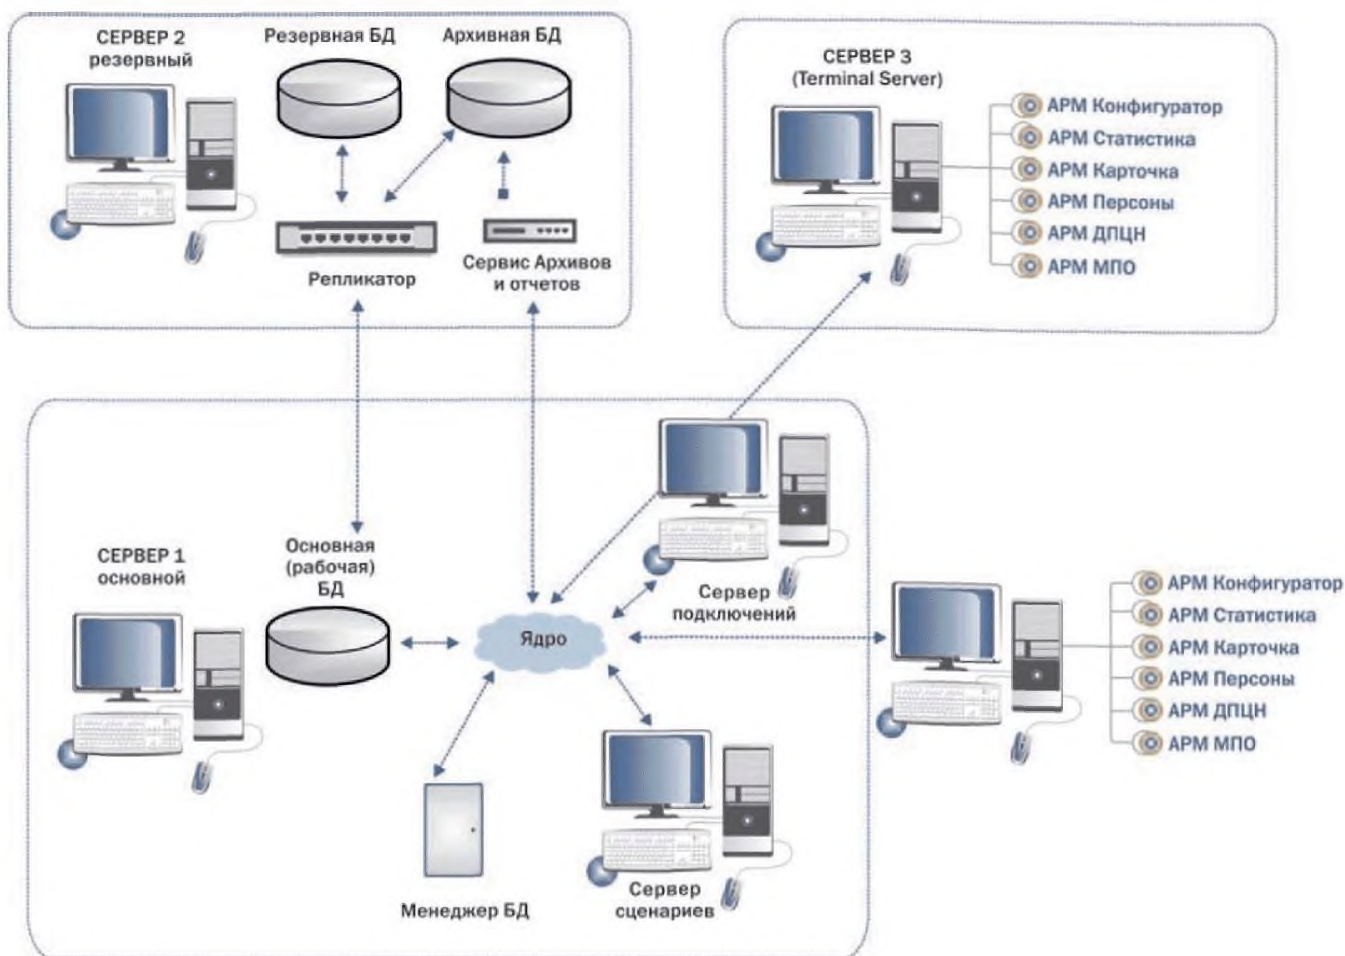 СЕРВЕР 2
резервный
Резервная БД
Архивная БД
Репликатор
Сервис Архивов
и отчетов
СЕРВЕР 3
(Terminal Server)
АРМ Конфигуратор
АРМ Статистика
АРМ Карточка
АРМ Персоны
АРМ ДПЦН
АРМ МПО
СЕРВЕР 1
основной
Основная
(рабочая)
БД
Ядро
Сервер
подключений
Менеджер БД
Сервер
сценариев
АРМ Конфигуратор
АРМ Статистика
АРМ Карточка
АРМ Персоны
АРМ ДПЦН
АРМ МПО